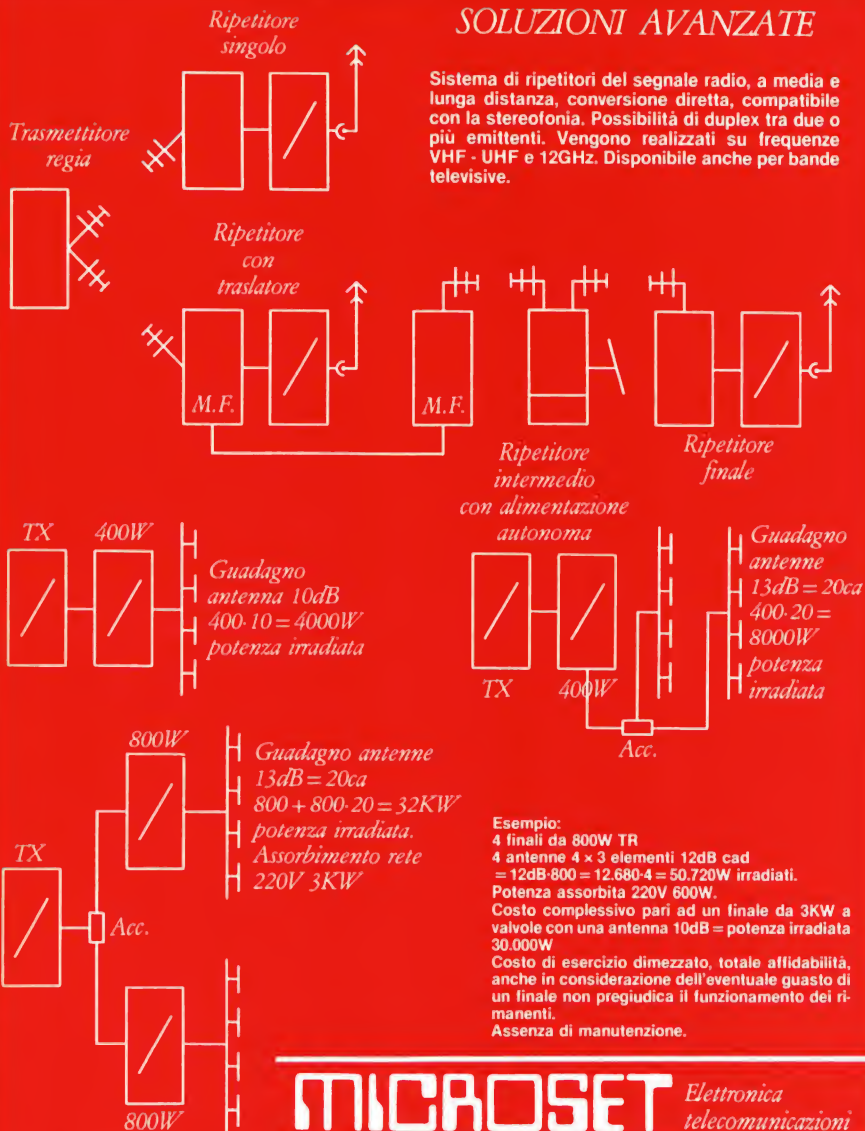 SOLUZIONI AVANZATE
Sistema di ripetitori del segnale radio, a media e
lunga distanza, conversione diretta, compatibile
con la stereofonia. Possibilità di duplex tra due o
più emittenti. Vengono realizzati su frequenze
VHF - UHF e 12GHz. Disponibile anche per bande
televisive.
Ripetitore
singolo
Trasmettitore
regia
Ripetitore
con
traslatore
M.F.
M.F.
Ripetitore
intermedio
con alimentazione
autonoma
Ripetitore
finale
TX
400W
Guadagno
antenna 10dB
400·10=4000W
potenza irradiata
TX
400W
Acc.
Guadagno
antenne
13dB=20ca
400·20=
8000W
potenza
irradiata
TX
Acc.
800W
800W
Guadagno antenne
13dB=20ca
800+800·20=32KW
potenza irradiata.
Assorbimento rete
220V 3KW
Esempio:
4 finali da 800W TR
4 antenne 4 × 3 elementi 12dB cad
= 12dB·800 = 12.680·4 = 50.720W irradiati.
Potenza assorbita 220V 600W.
Costo complessivo pari ad un finale da 3KW a
valvole con una antenna 10dB = potenza irradiata
30.000W
Costo di esercizio dimezzato, totale affidabilità,
anche in considerazione dell'eventuale guasto di
un finale non pregiudica il funzionamento dei ri-
manenti.
Assenza di manutenzione.
MICROSET
Elettronica
telecomunicazioni